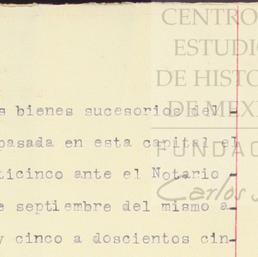 CENTRO
ESTUDIO
DE HISTO
DE MEX
FUNDAC
Carlos S
s bienes sucesorios del -
pasada en esta capital el
ticinco ante el Notario -
e septiembre del mismo a
y cinco a doscientos cin-